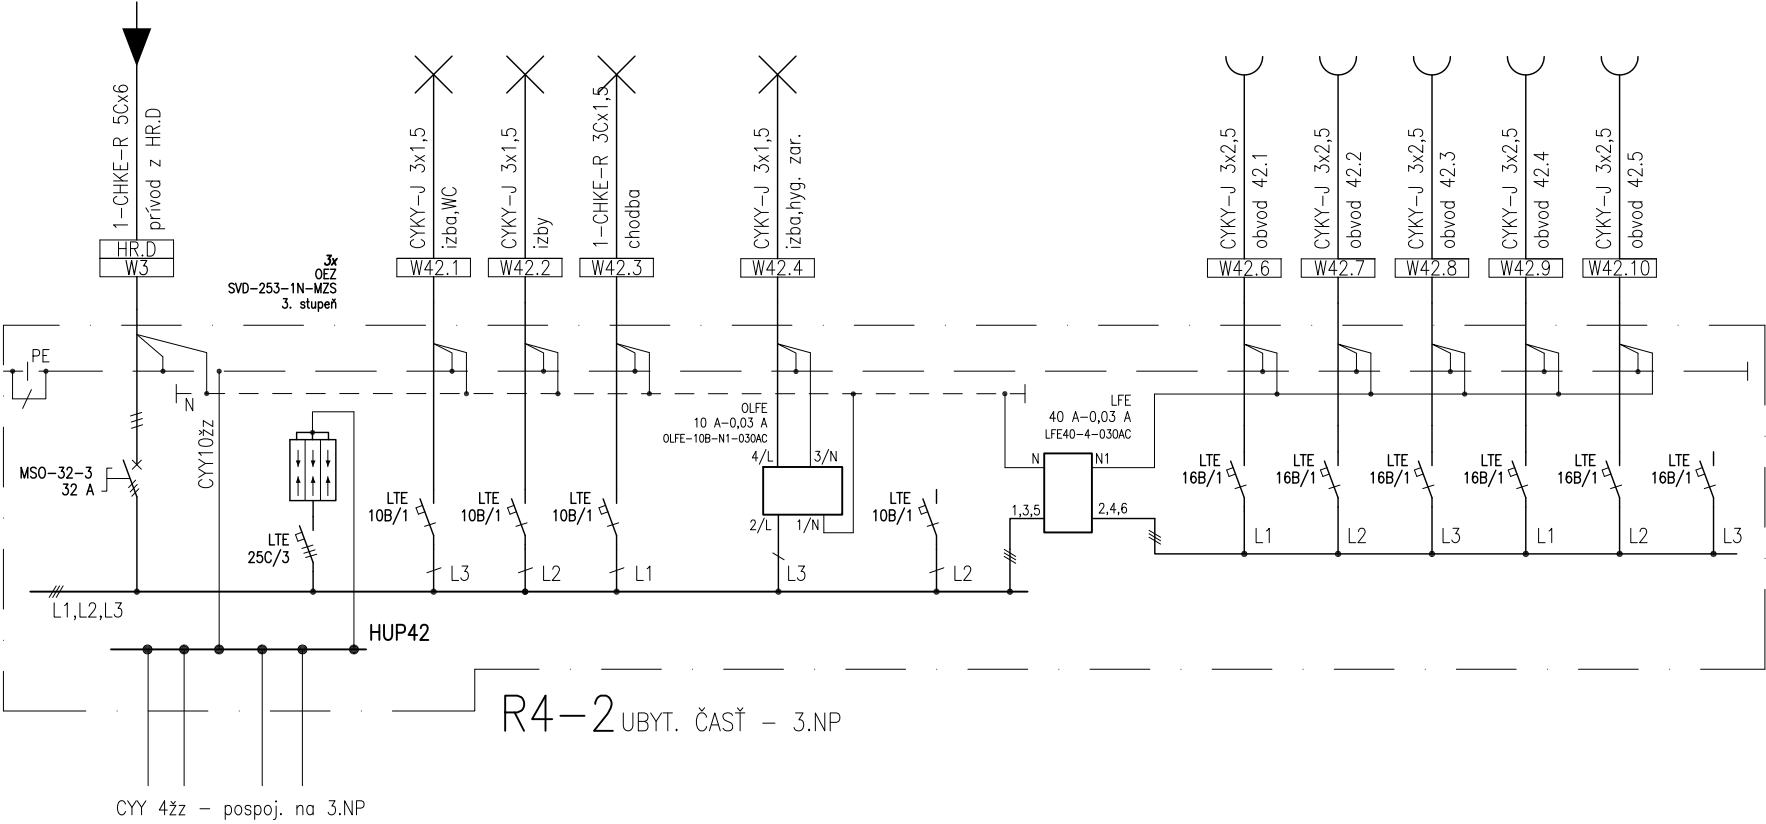 1-CHKE-R 5Cx6
prívod z HR.D
HR.D
W3
3x
OEZ
SVD-253-1N-MZS
3. stupeň
CYKY-J 3x1,5
izba,WC
W42.1
CYKY-J 3x1,5
izby
W42.2
1-CHKE-R 3Cx1,5
chodba
W42.3
CYKY-J 3x1,5
izba,hyg. zar.
W42.4
CYKY-J 3x2,5
obvod 42.1
W42.6
CYKY-J 3x2,5
obvod 42.2
W42.7
CYKY-J 3x2,5
obvod 42.3
W42.8
CYKY-J 3x2,5
obvod 42.4
W42.9
CYKY-J 3x2,5
obvod 42.5
W42.10
PE
N
CYY10žz
MSO-32-3
32 A
LTE
25C/3
LTE
10B/1
L3
LTE
10B/1
L2
LTE
10B/1
L1
OLFE
10 A-0,03 A
OLFE-10B-N1-030AC
4/L
3/N
2/L
1/N
L3
LTE
10B/1
L2
LFE
40 A-0,03 A
LFE40-4-030AC
N
N1
1,3,5
2,4,6
LTE
16B/1
L1
LTE
16B/1
L2
LTE
16B/1
L3
LTE
16B/1
L1
LTE
16B/1
L2
LTE
16B/1
L3
L1,L2,L3
HUP42
R4-2 UBYT. ČASŤ - 3.NP
CYY 4žz - pospoj. na 3.NP